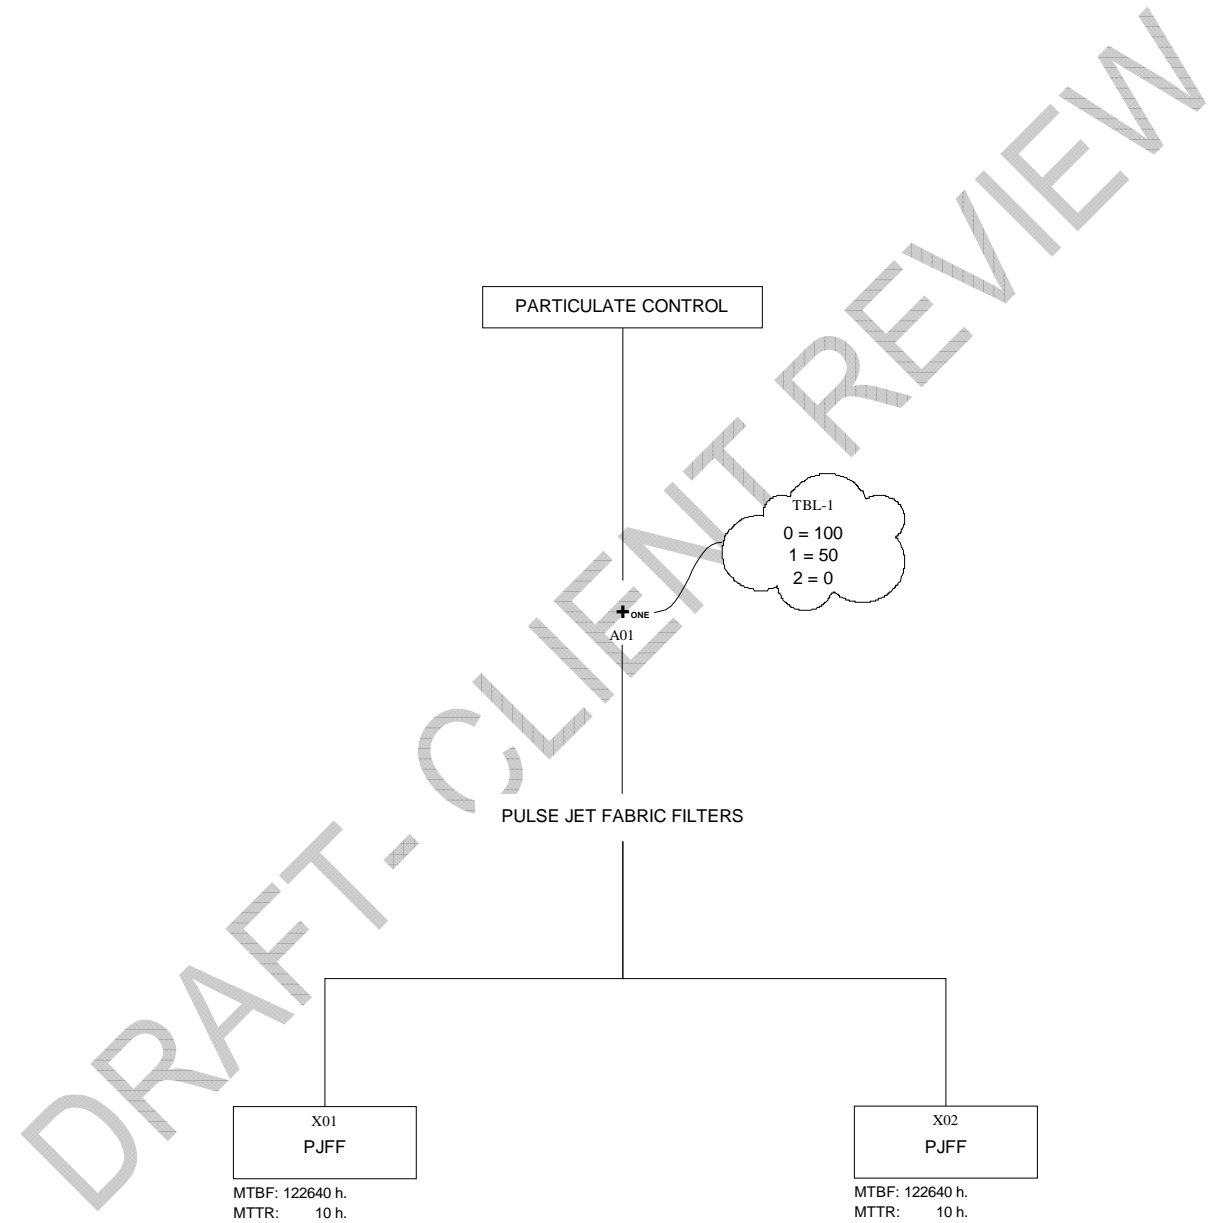 DRAFT - CLIENT REVIEW
PARTICULATE CONTROL
TBL-1
0 = 100
1 = 50
2 = 0
+ ONE
A01
PULSE JET FABRIC FILTERS
X01
PJFF
MTBF: 122640 h.
MTTR: 10 h.
X02
PJFF
MTBF: 122640 h.
MTTR: 10 h.